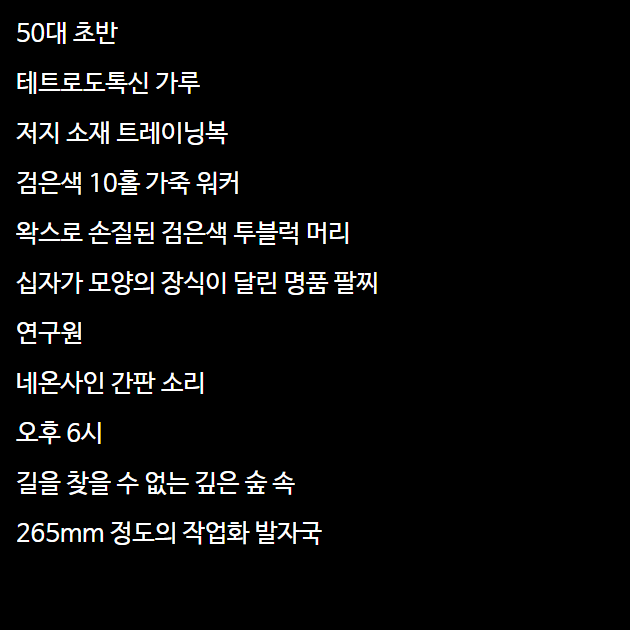 50대 초반
테트로도톡신 가루
저지 소재 트레이닝복
검은색 10홀 가죽 워커
왁스로 손질된 검은색 투블럭 머리
십자가 모양의 장식이 달린 명품 팔찌
연구원
네온사인 간판 소리
오후 6시
길을 찾을 수 없는 깊은 숲 속
265mm 정도의 작업화 발자국